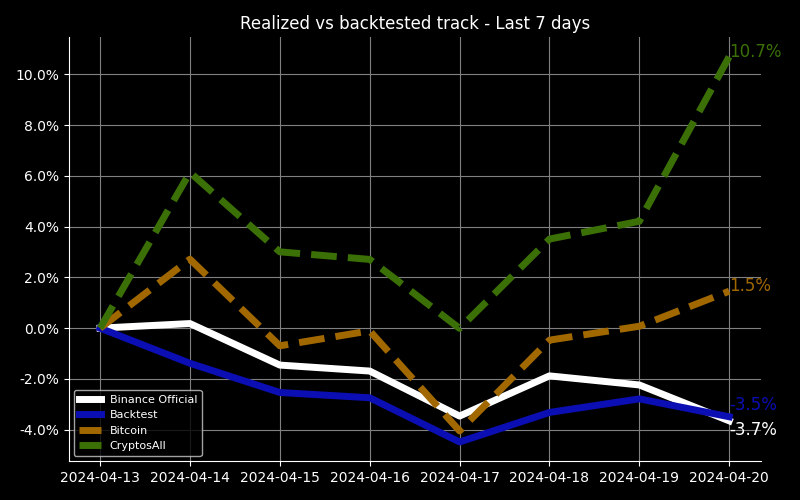 Realized vs backtested track - Last 7 days
10.7%
10.0%
8.0%
6.0%
4.0%
2.0%
1.5%
0.0%
-2.0%
-3.5%
-4.0%
-3.7%
Binance Official
Backtest
Bitcoin
CryptosAll
2024-04-13 2024-04-14 2024-04-15 2024-04-16 2024-04-17 2024-04-18 2024-04-19 2024-04-20